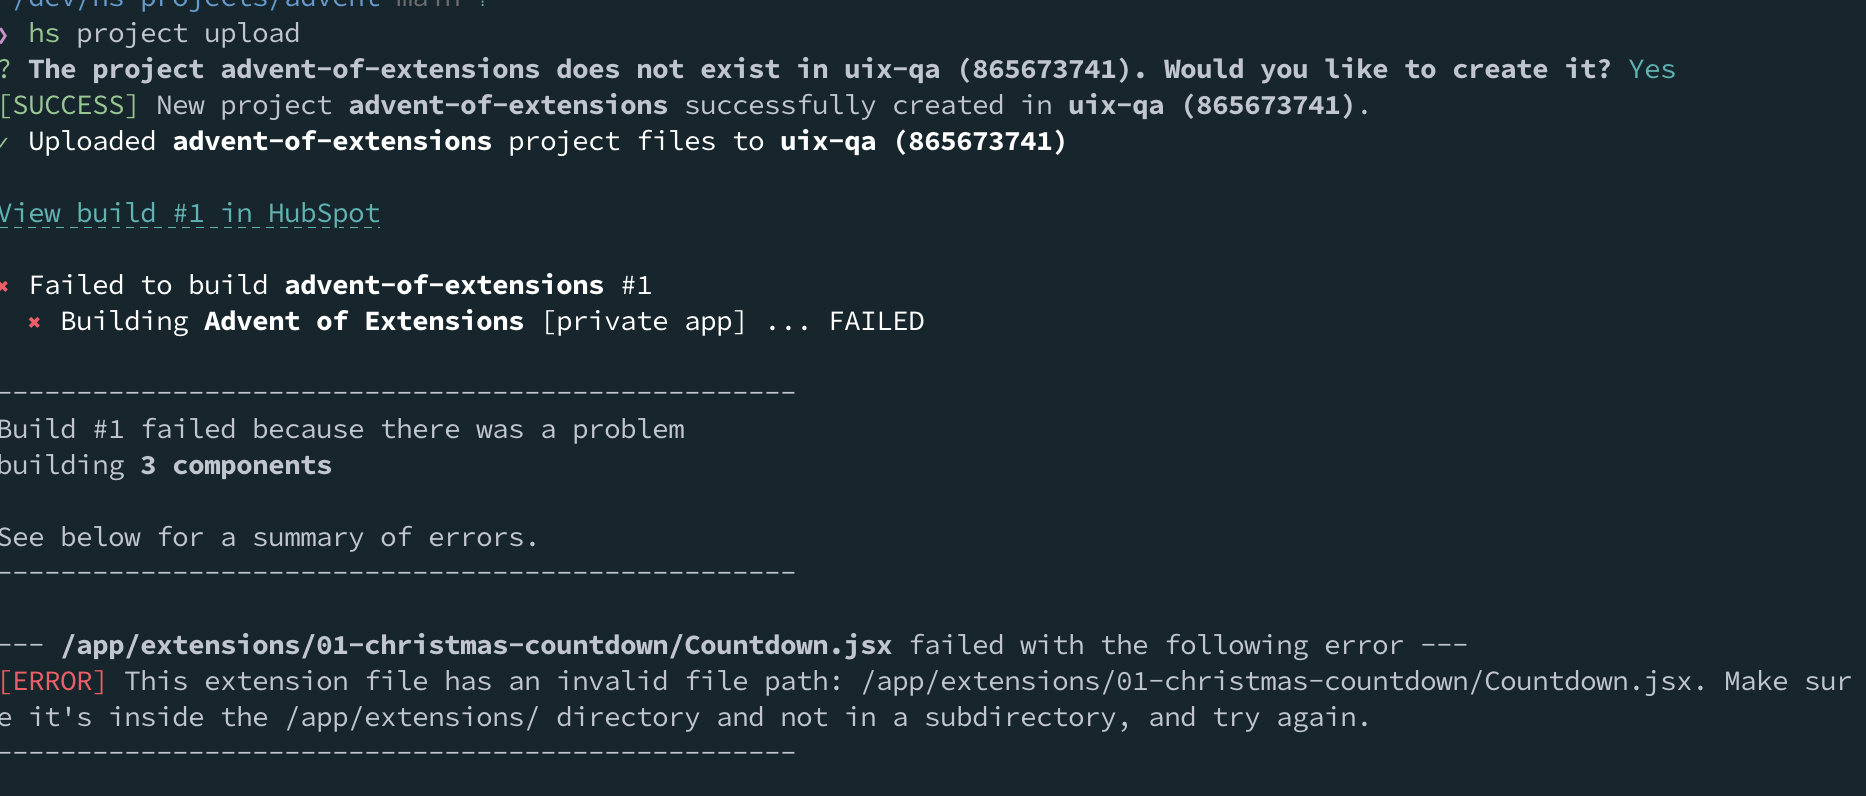 /dev/hs-projects/advent main !
❯ hs project upload
? The project advent-of-extensions does not exist in uix-qa (865673741). Would you like to create it? Yes
[SUCCESS] New project advent-of-extensions successfully created in uix-qa (865673741).
✓ Uploaded advent-of-extensions project files to uix-qa (865673741)
View build #1 in HubSpot
✖ Failed to build advent-of-extensions #1
✖ Building Advent of Extensions [private app] ... FAILED
--------------------------------------------------
Build #1 failed because there was a problem
building 3 components
See below for a summary of errors.
--------------------------------------------------
--- /app/extensions/01-christmas-countdown/Countdown.jsx failed with the following error ---
[ERROR] This extension file has an invalid file path: /app/extensions/01-christmas-countdown/Countdown.jsx. Make sur
e it's inside the /app/extensions/ directory and not in a subdirectory, and try again.
--------------------------------------------------